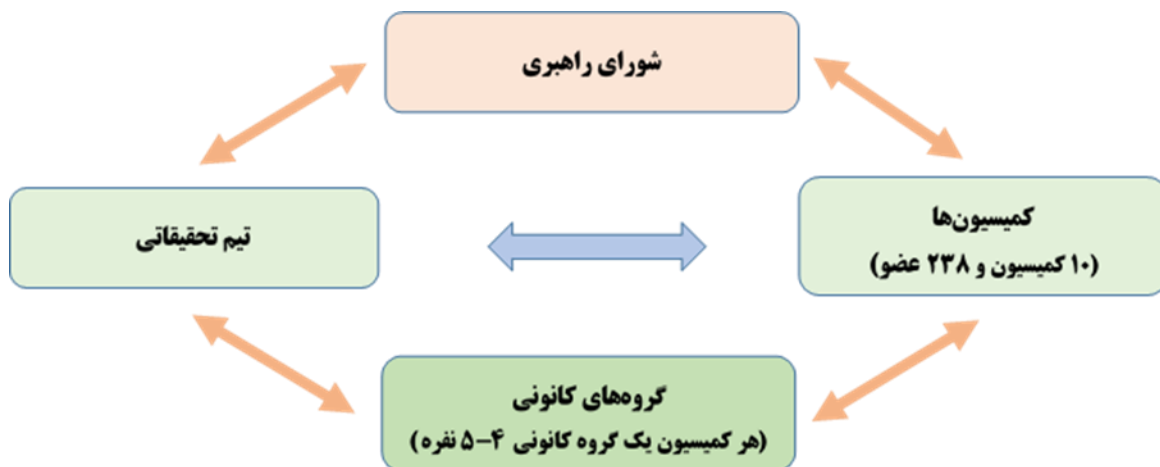 شورای راهبری
کمیسیون‌ها
(۱۰ کمیسیون و ۲۳۸ عضو)
تیم تحقیقاتی
گروه‌های کانونی
(هر کمیسیون یک گروه کانونی ۴-۵ نفره)